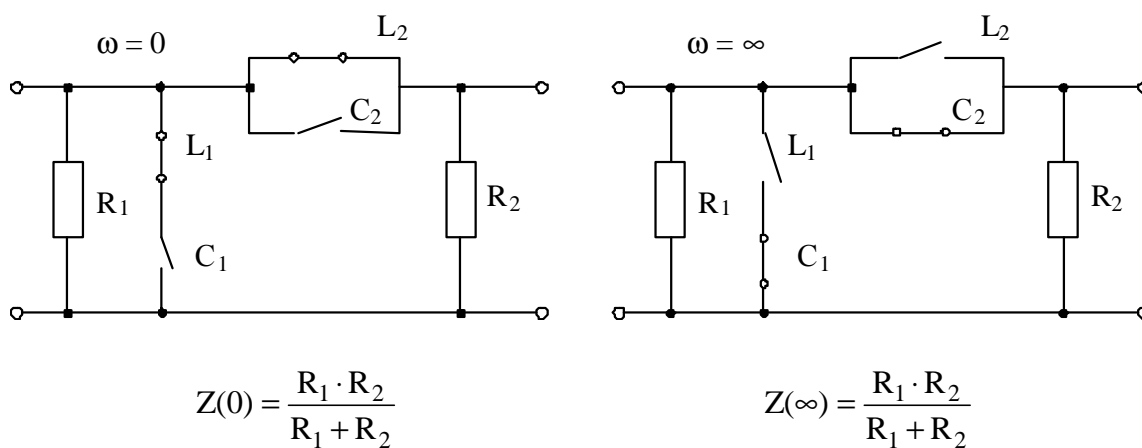 ω = 0
L₂
C₂
L₁
R₁
R₂
C₁
Z(0) = R₁ · R₂ / (R₁ + R₂)
ω = ∞
L₂
C₂
L₁
R₁
R₂
C₁
Z(∞) = R₁ · R₂ / (R₁ + R₂)